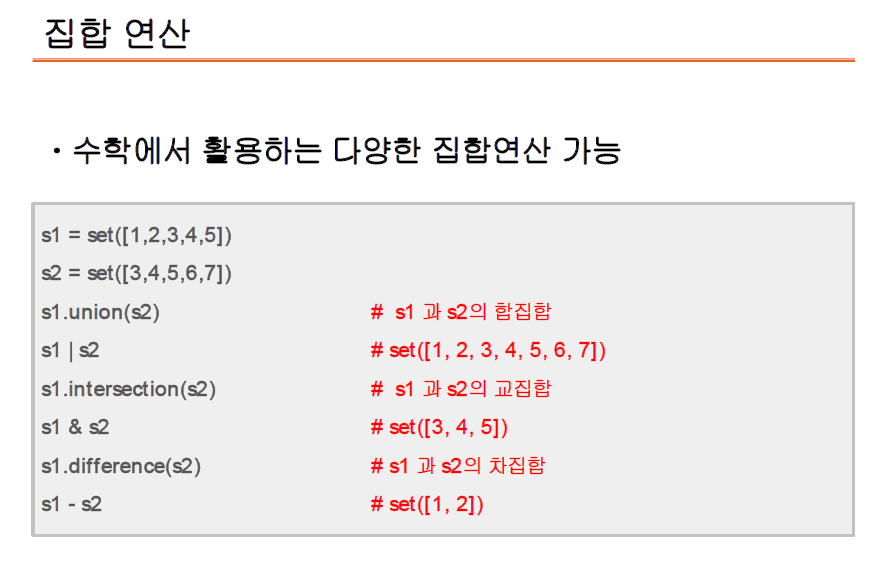 집합 연산
· 수학에서 활용하는 다양한 집합연산 가능
s1 = set([1,2,3,4,5])
s2 = set([3,4,5,6,7])
s1.union(s2) # s1 과 s2의 합집합
s1 | s2 # set([1, 2, 3, 4, 5, 6, 7])
s1.intersection(s2) # s1 과 s2의 교집합
s1 & s2 # set([3, 4, 5])
s1.difference(s2) # s1 과 s2의 차집합
s1 - s2 # set([1, 2])